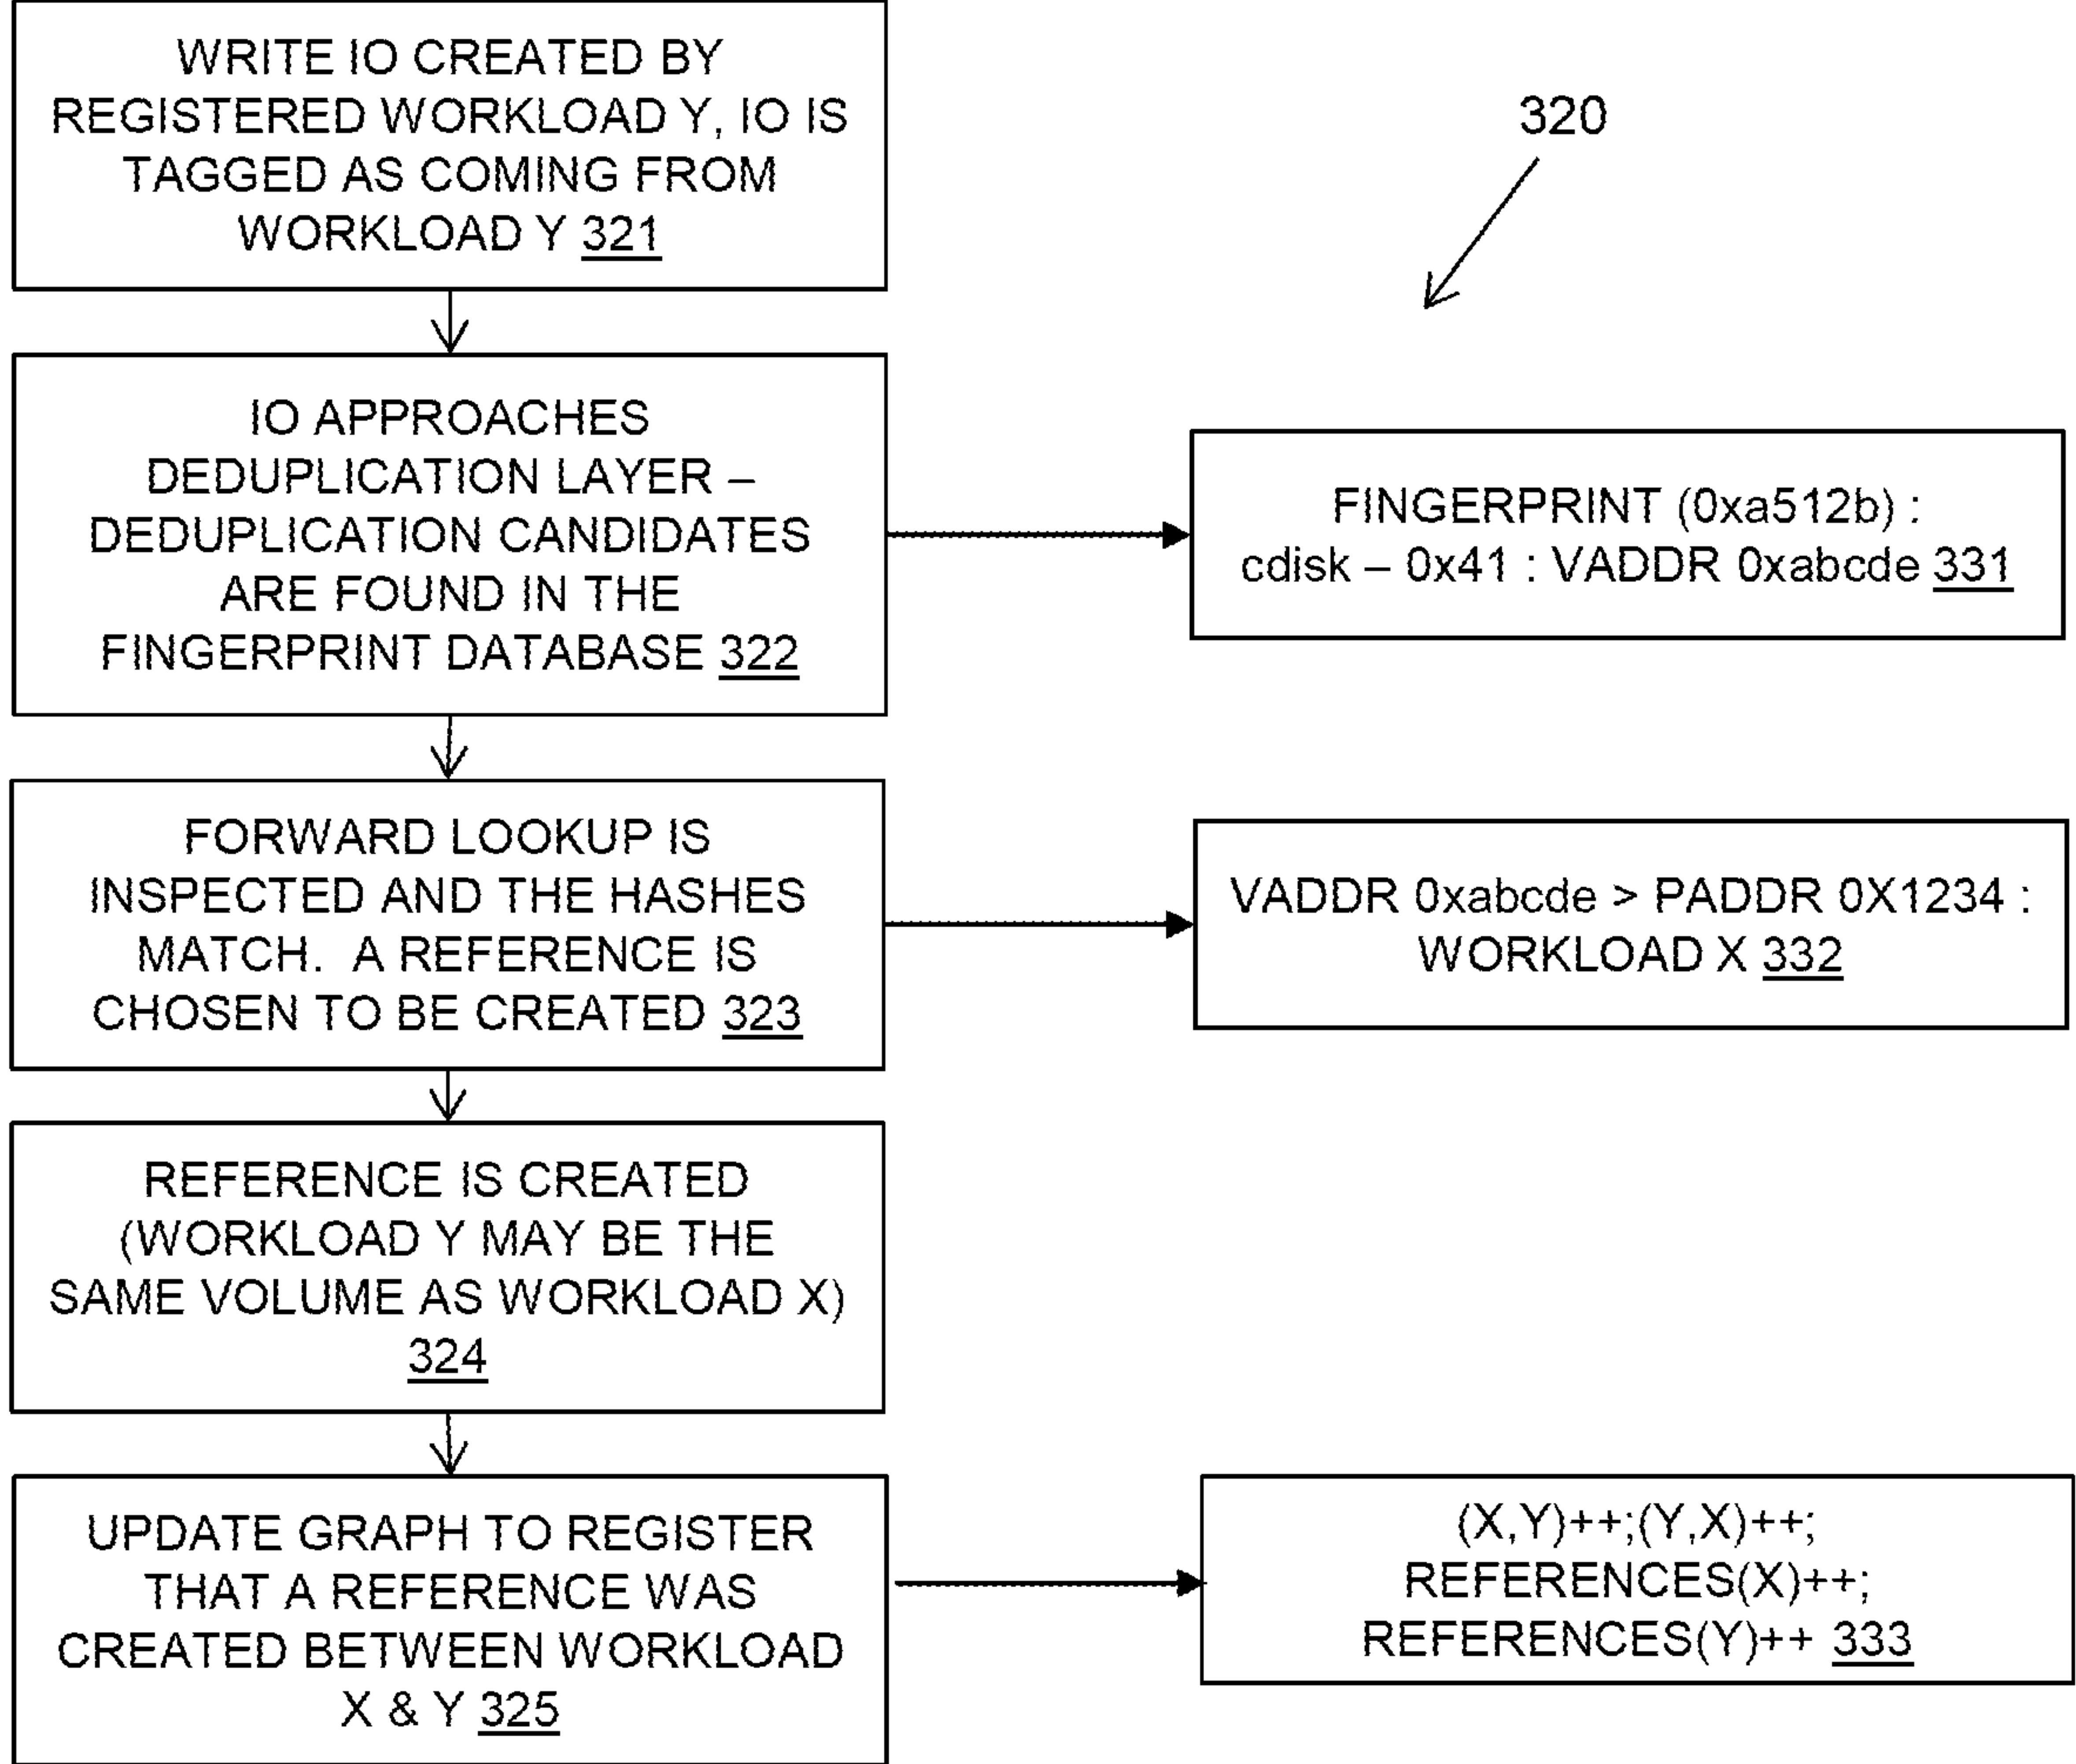 WRITE IO CREATED BY
REGISTERED WORKLOAD Y, IO IS
TAGGED AS COMING FROM
WORKLOAD Y 321
320
IO APPROACHES
DEDUPLICATION LAYER –
DEDUPLICATION CANDIDATES
ARE FOUND IN THE
FINGERPRINT DATABASE 322
FINGERPRINT (0xa512b) :
cdisk – 0x41 : VADDR 0xabcde 331
FORWARD LOOKUP IS
INSPECTED AND THE HASHES
MATCH. A REFERENCE IS
CHOSEN TO BE CREATED 323
VADDR 0xabcde > PADDR 0X1234 :
WORKLOAD X 332
REFERENCE IS CREATED
(WORKLOAD Y MAY BE THE
SAME VOLUME AS WORKLOAD X)
324
UPDATE GRAPH TO REGISTER
THAT A REFERENCE WAS
CREATED BETWEEN WORKLOAD
X & Y 325
(X,Y)++;(Y,X)++;
REFERENCES(X)++;
REFERENCES(Y)++ 333